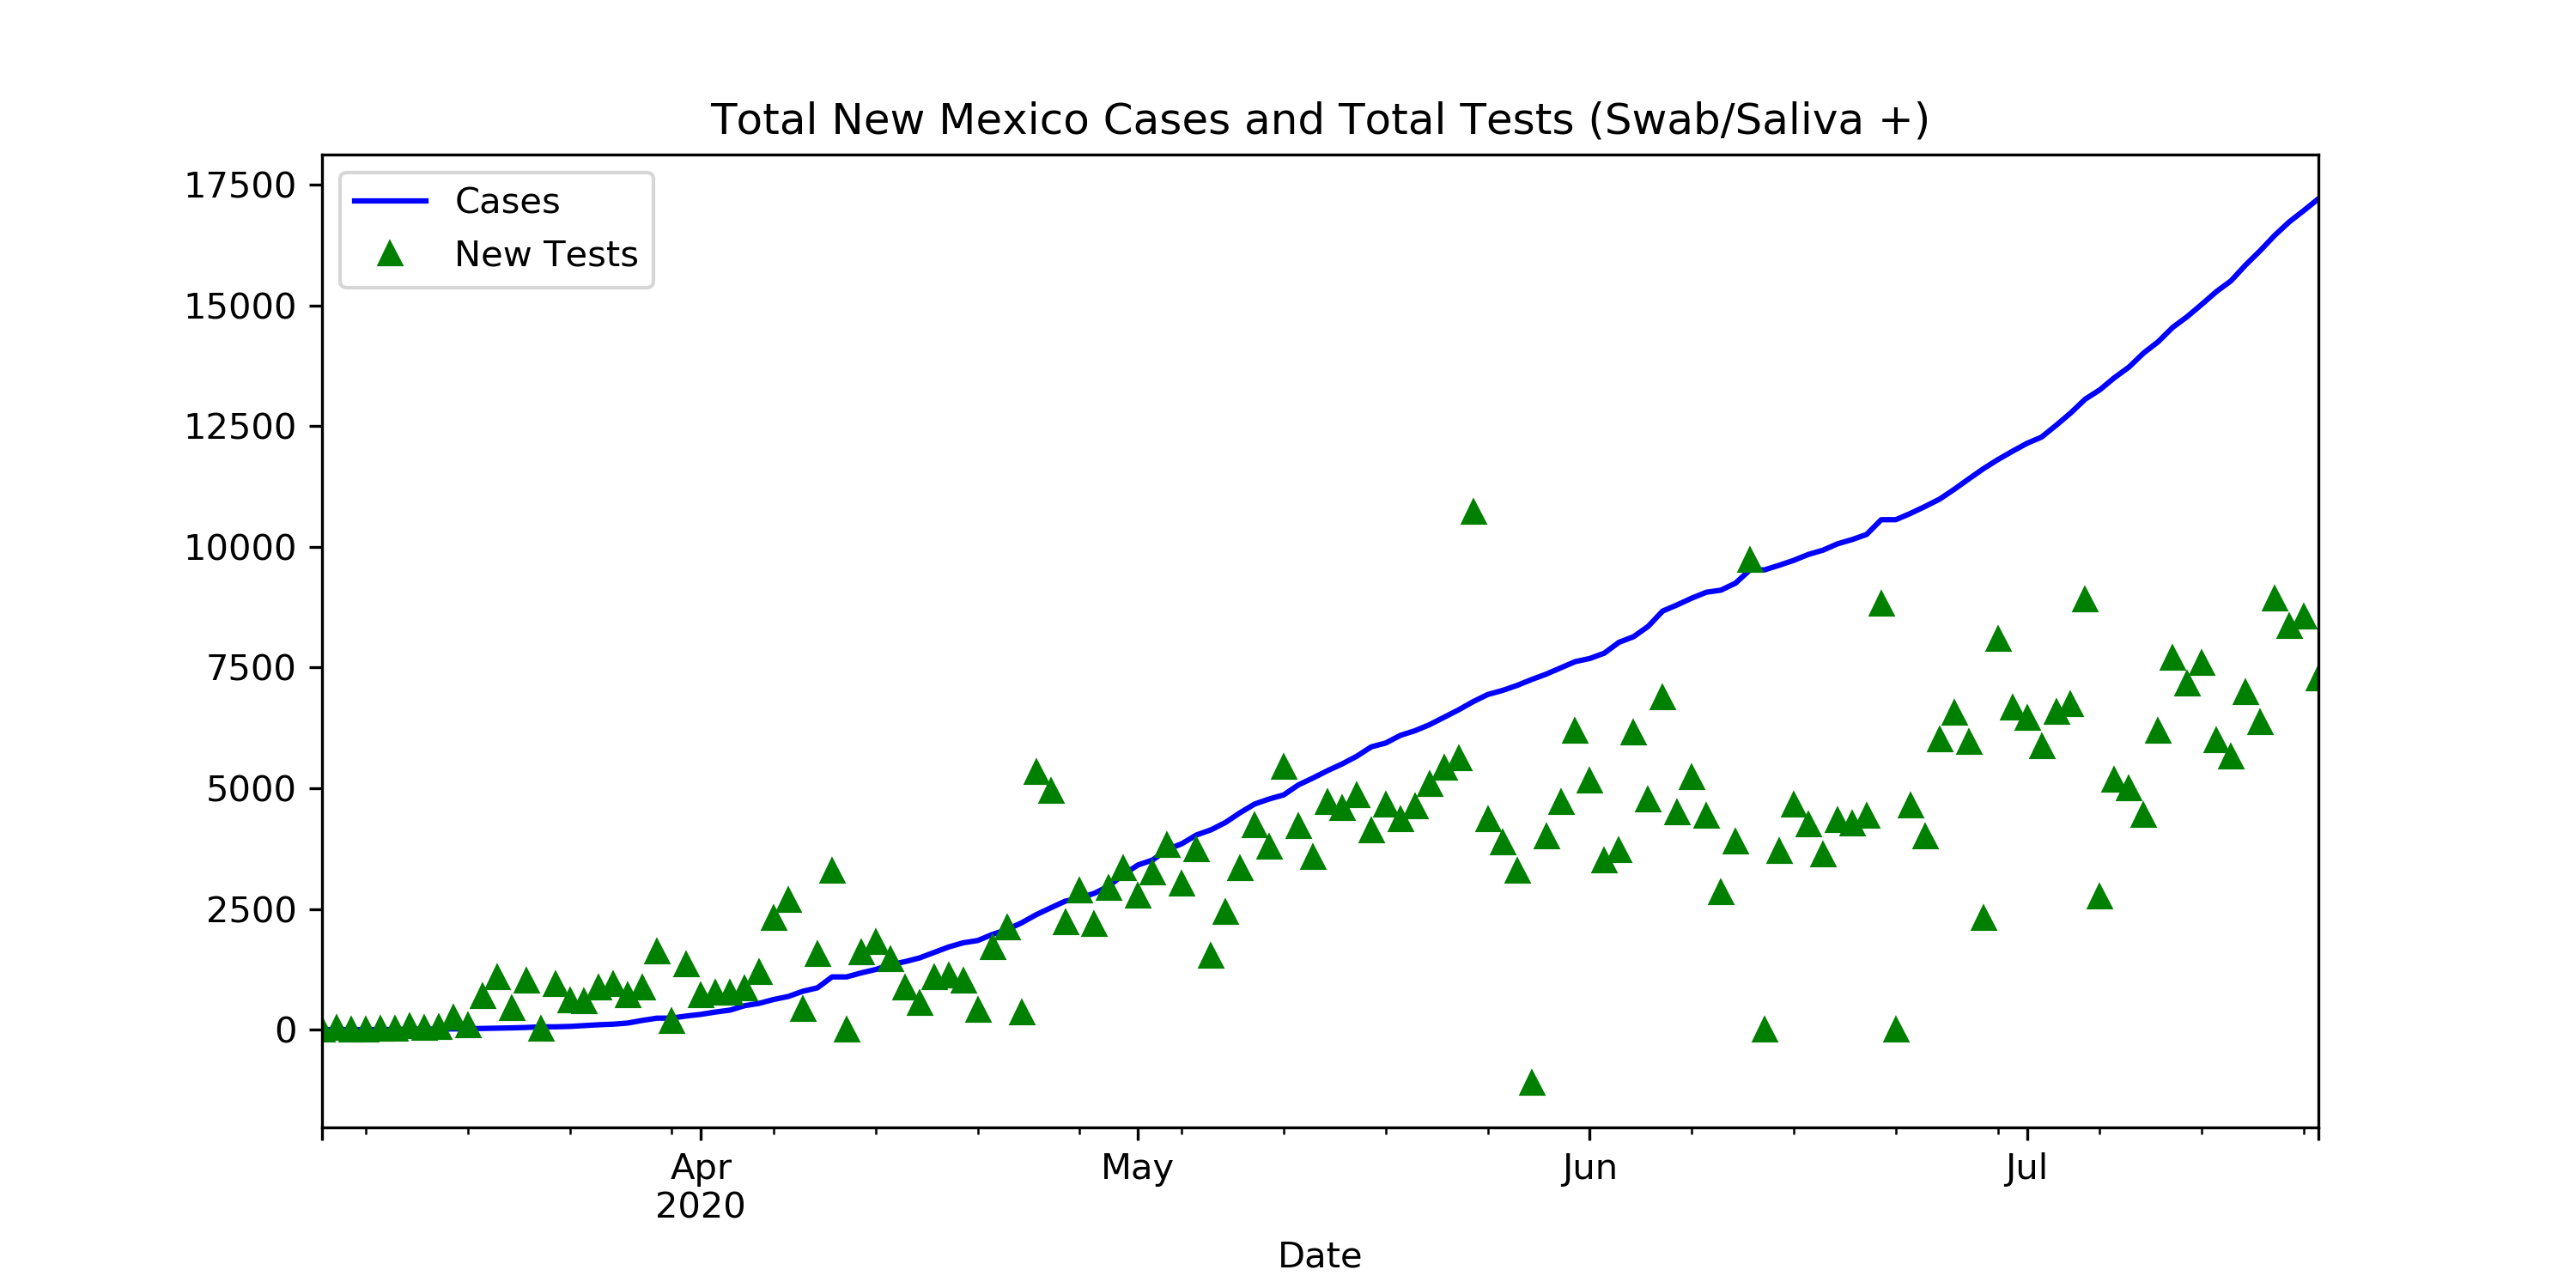 Total New Mexico Cases and Total Tests (Swab/Saliva +)
17500
15000
12500
10000
7500
5000
2500
0
Cases
New Tests
Apr
2020
May
Jun
Jul
Date